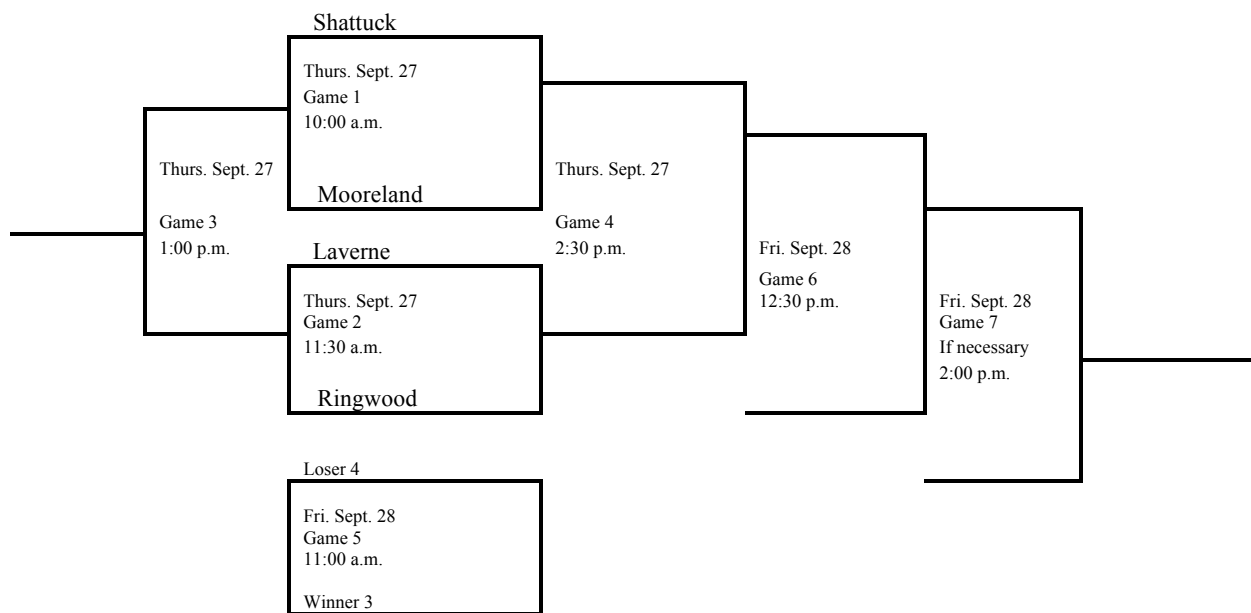 Shattuck
Thurs. Sept. 27
Game 1
10:00 a.m.
Mooreland
Thurs. Sept. 27
Game 3
1:00 p.m.
Laverne
Thurs. Sept. 27
Game 2
11:30 a.m.
Ringwood
Thurs. Sept. 27
Game 4
2:30 p.m.
Fri. Sept. 28
Game 6
12:30 p.m.
Fri. Sept. 28
Game 7
If necessary
2:00 p.m.
Loser 4
Fri. Sept. 28
Game 5
11:00 a.m.
Winner 3